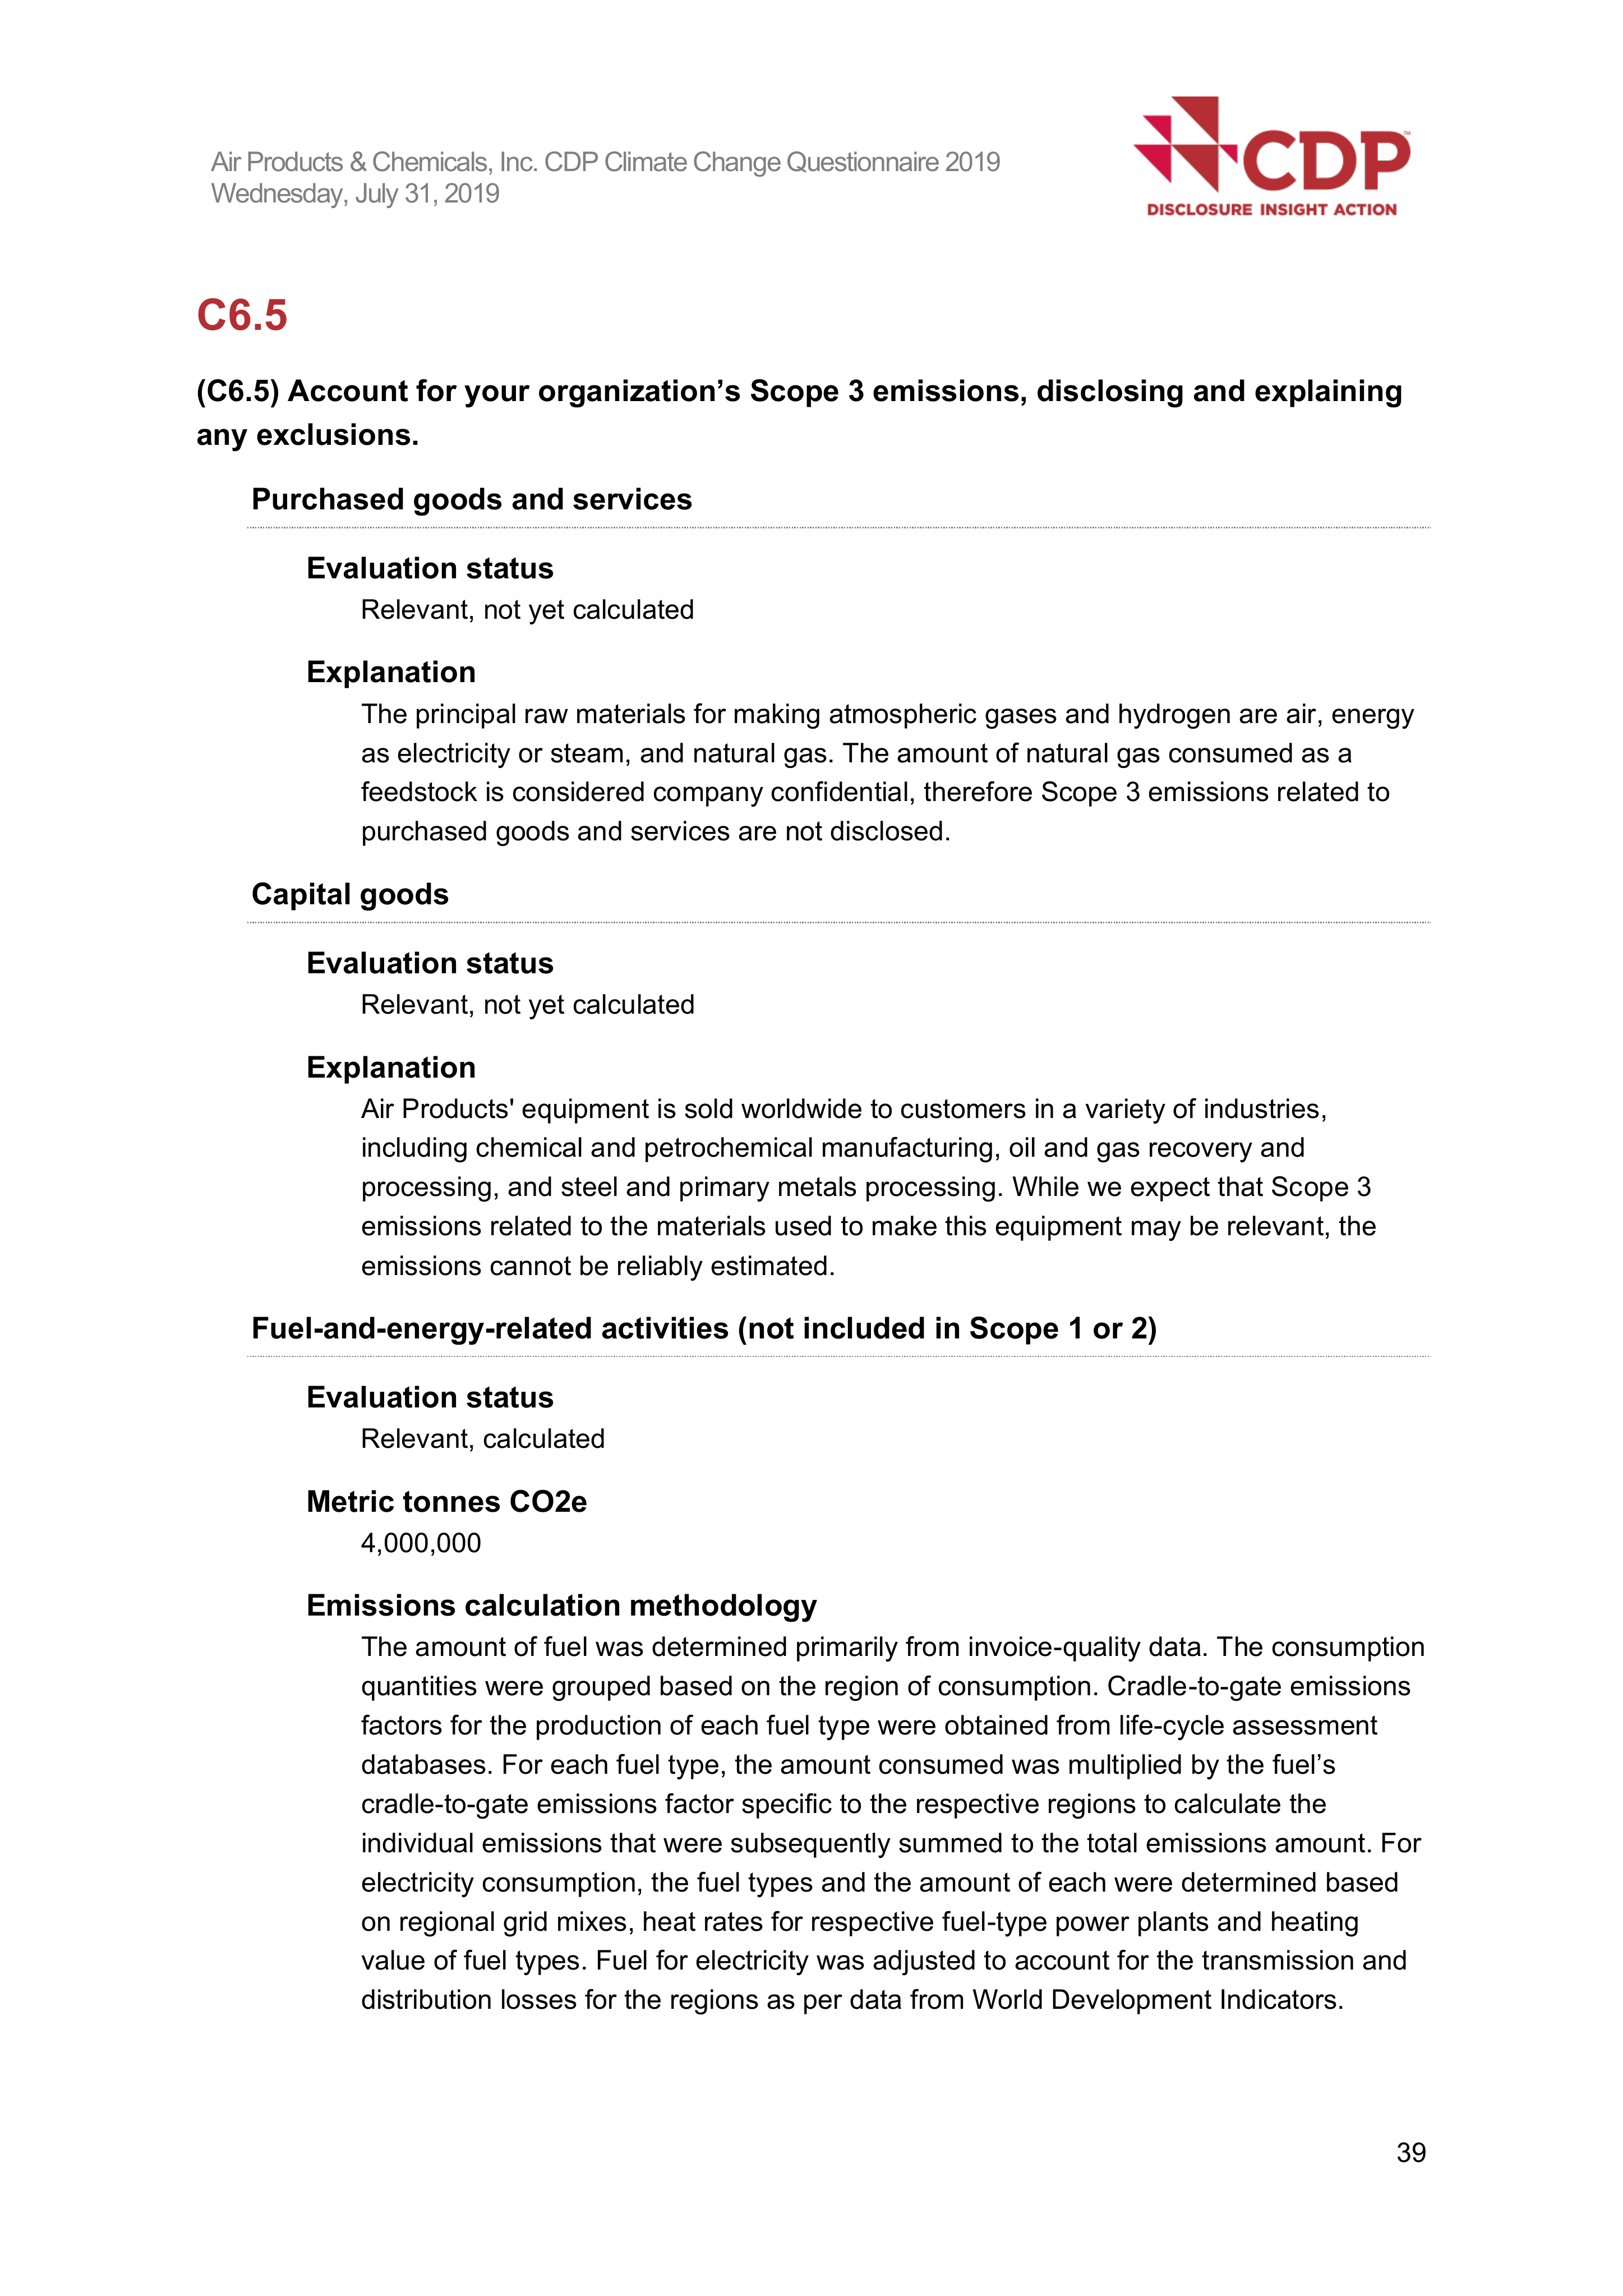 Air Products & Chemicals, Inc. CDP Climate Change Questionnaire 2019
Wednesday, July 31, 2019
CDP™
DISCLOSURE INSIGHT ACTION
C6.5
(C6.5) Account for your organization’s Scope 3 emissions, disclosing and explaining
any exclusions.
Purchased goods and services
Evaluation status
Relevant, not yet calculated
Explanation
The principal raw materials for making atmospheric gases and hydrogen are air, energy
as electricity or steam, and natural gas. The amount of natural gas consumed as a
feedstock is considered company confidential, therefore Scope 3 emissions related to
purchased goods and services are not disclosed.
Capital goods
Evaluation status
Relevant, not yet calculated
Explanation
Air Products' equipment is sold worldwide to customers in a variety of industries,
including chemical and petrochemical manufacturing, oil and gas recovery and
processing, and steel and primary metals processing. While we expect that Scope 3
emissions related to the materials used to make this equipment may be relevant, the
emissions cannot be reliably estimated.
Fuel-and-energy-related activities (not included in Scope 1 or 2)
Evaluation status
Relevant, calculated
Metric tonnes CO2e
4,000,000
Emissions calculation methodology
The amount of fuel was determined primarily from invoice-quality data. The consumption
quantities were grouped based on the region of consumption. Cradle-to-gate emissions
factors for the production of each fuel type were obtained from life-cycle assessment
databases. For each fuel type, the amount consumed was multiplied by the fuel’s
cradle-to-gate emissions factor specific to the respective regions to calculate the
individual emissions that were subsequently summed to the total emissions amount. For
electricity consumption, the fuel types and the amount of each were determined based
on regional grid mixes, heat rates for respective fuel-type power plants and heating
value of fuel types. Fuel for electricity was adjusted to account for the transmission and
distribution losses for the regions as per data from World Development Indicators.
39